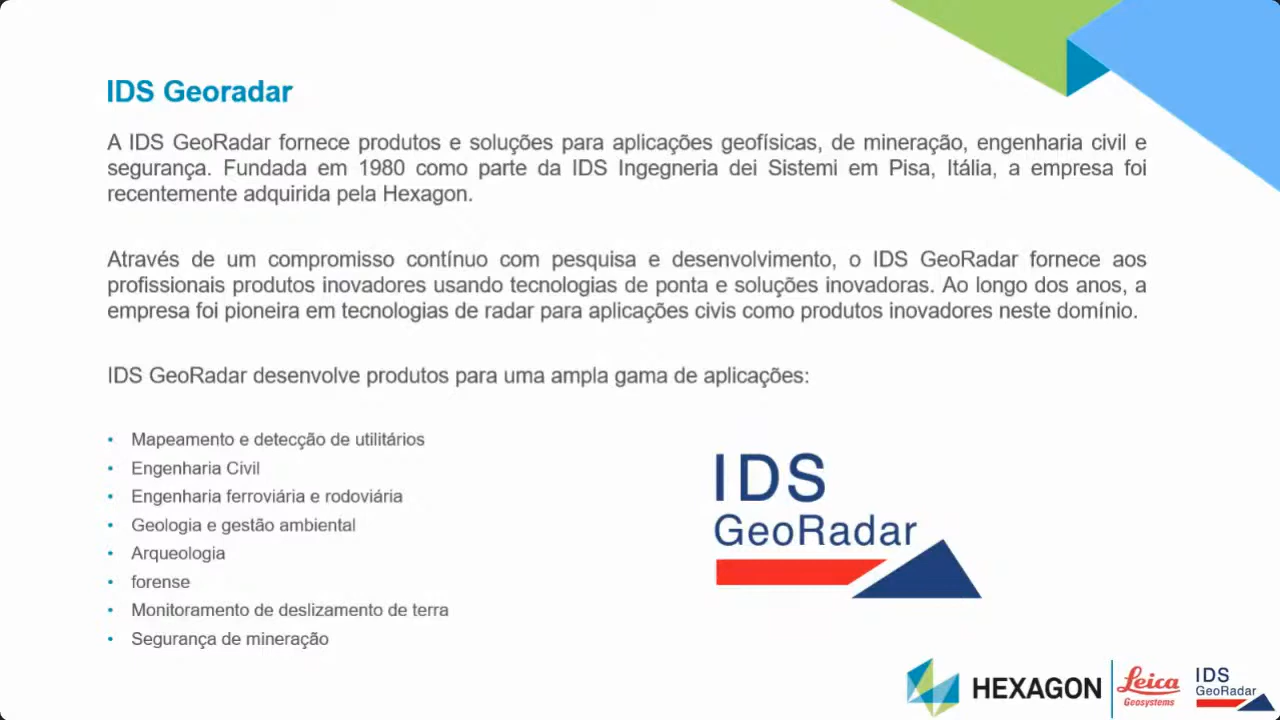 IDS Georadar
A IDS GeoRadar fornece produtos e soluções para aplicações geofísicas, de mineração, engenharia civil e
segurança. Fundada em 1980 como parte da IDS Ingegneria dei Sistemi em Pisa, Itália, a empresa foi
recentemente adquirida pela Hexagon.
Através de um compromisso contínuo com pesquisa e desenvolvimento, o IDS GeoRadar fornece aos
profissionais produtos inovadores usando tecnologias de ponta e soluções inovadoras. Ao longo dos anos, a
empresa foi pioneira em tecnologias de radar para aplicações civis como produtos inovadores neste domínio.
IDS GeoRadar desenvolve produtos para uma ampla gama de aplicações:
• Mapeamento e detecção de utilitários
• Engenharia Civil
• Engenharia ferroviária e rodoviária
• Geologia e gestão ambiental
• Arqueologia
• forense
• Monitoramento de deslizamento de terra
• Segurança de mineração
IDS
GeoRadar
HEXAGON
Leica
Geosystems
IDS
GeoRadar